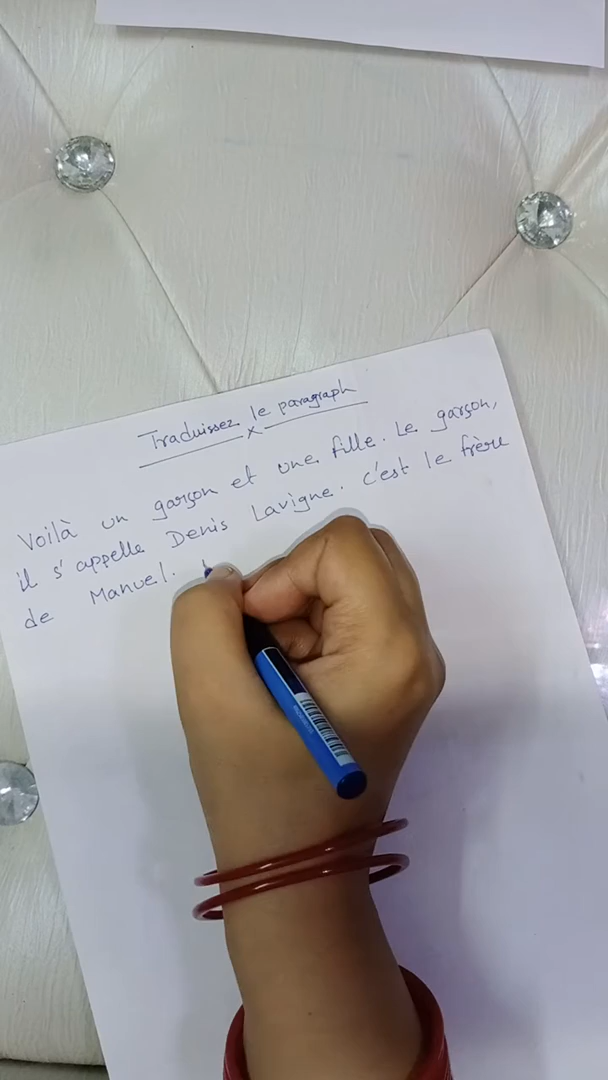 Traduissez le paragraph
Voilà un garçon et une fille. Le garçon,
il s'appelle Denis Lavigne. c'est le frère
de Manuel.